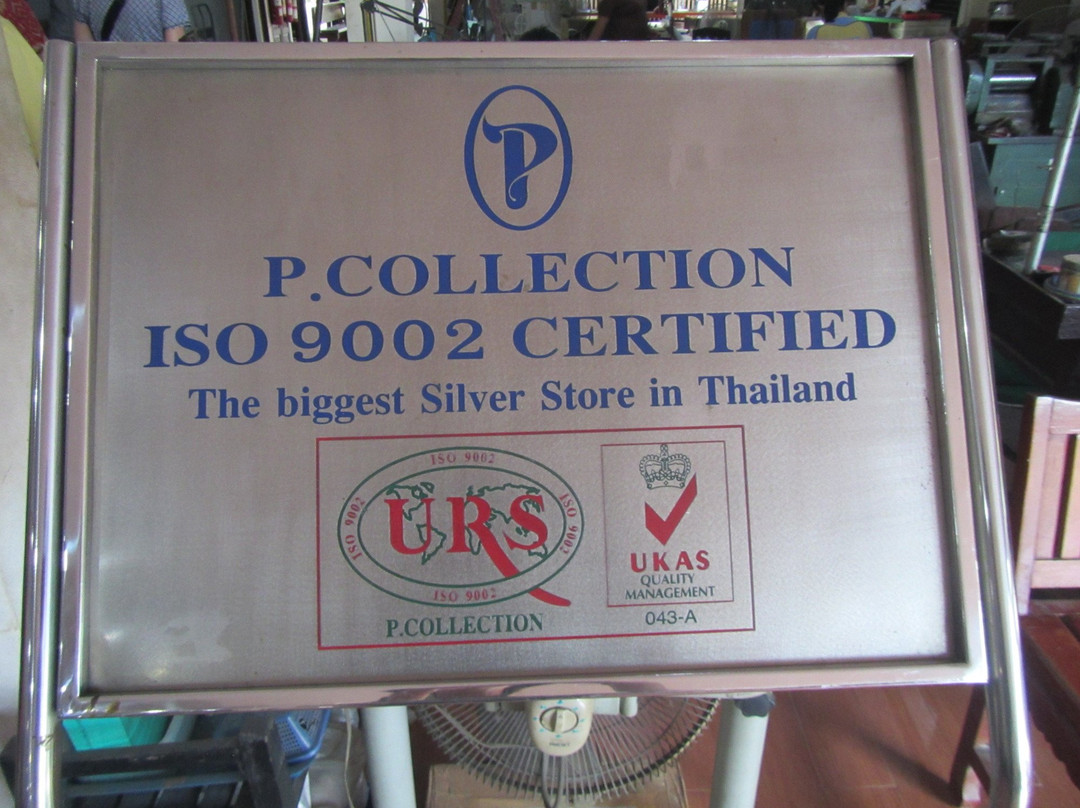 P
P.COLLECTION
ISO 9002 CERTIFIED
The biggest Silver Store in Thailand
ISO 9002
ISO 9002
URS
ISO 9002
ISO 9002
P.COLLECTION
UKAS
QUALITY
MANAGEMENT
043-A